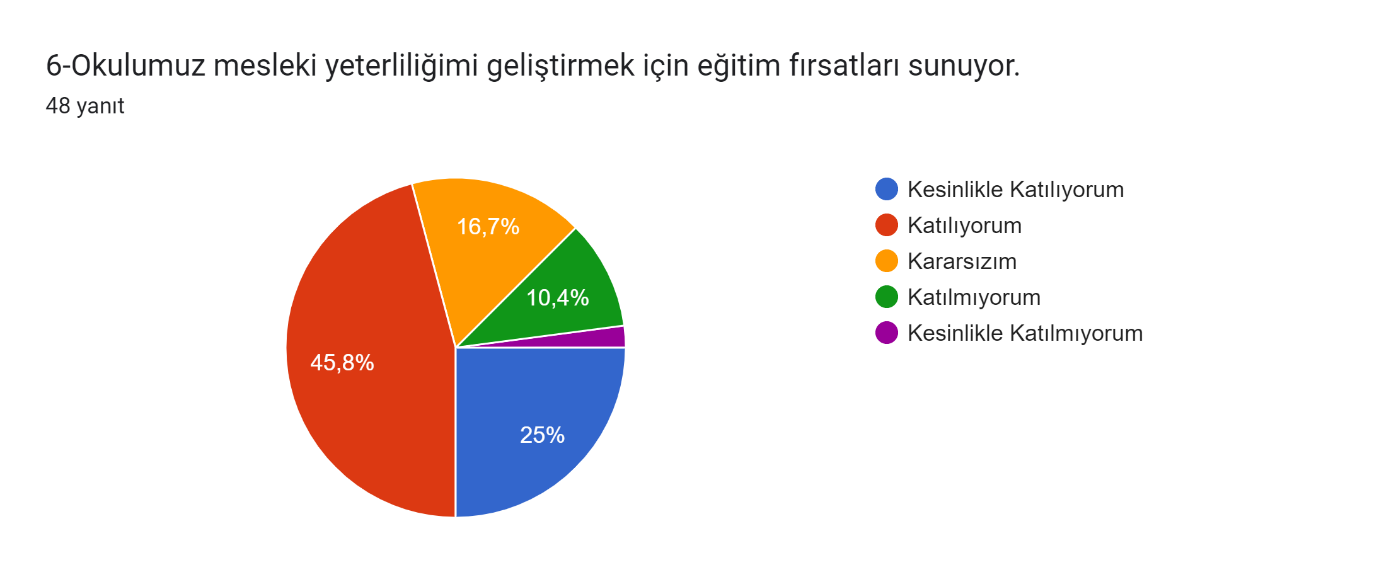 6-Okulumuz mesleki yeterliliğimi geliştirmek için eğitim fırsatları sunuyor.
48 yanıt
Kesinlikle Katılıyorum
Katılıyorum
Kararsızım
Katılmıyorum
Kesinlikle Katılmıyorum
16,7%
10,4%
45,8%
25%